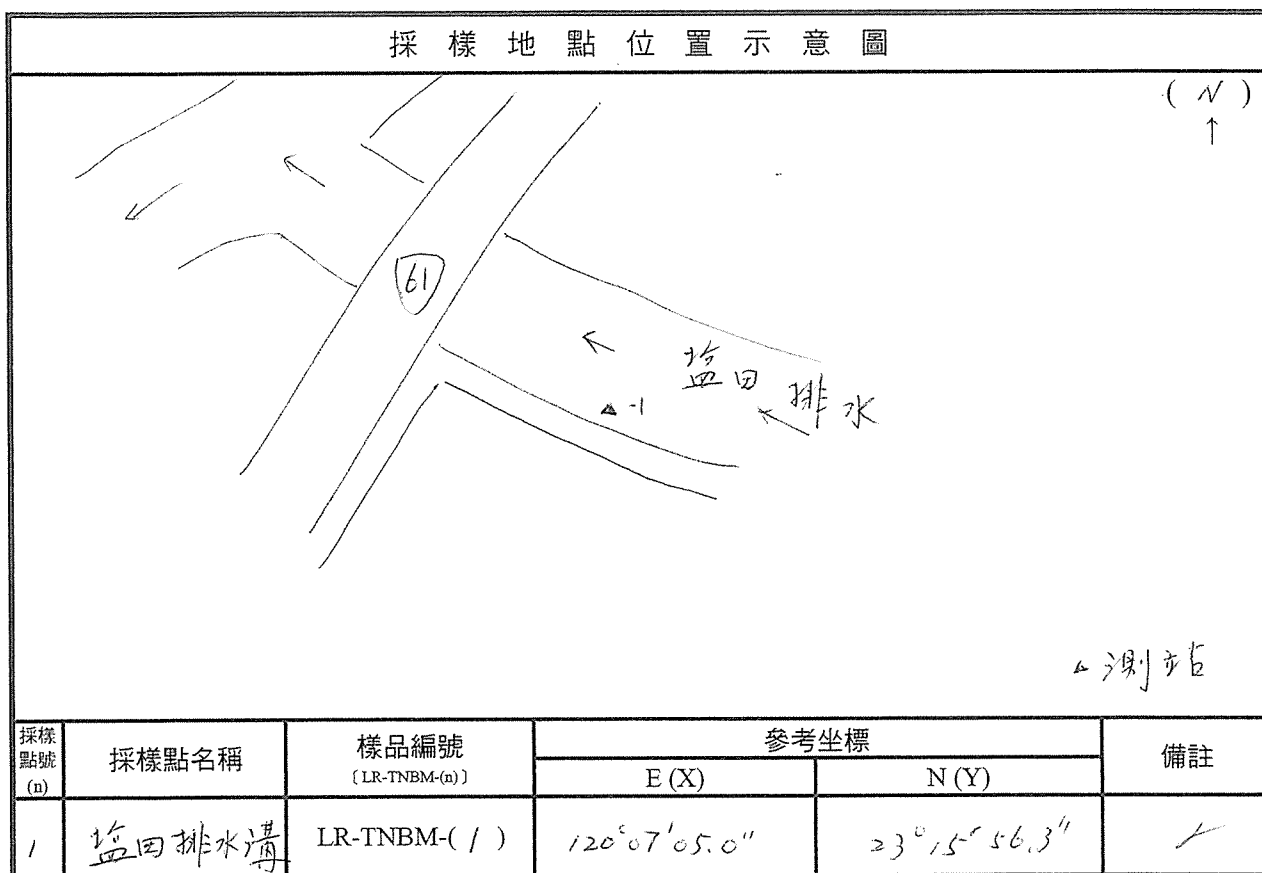 採樣地點位置示意圖
( N )
↑
61
塩田排水
▲-1
△測站
採樣點號(n) 採樣點名稱 樣品編號 參考坐標 備註
〔LR-TNBM-(n)〕 E (X) N (Y)
1 塩田排水溝 LR-TNBM-( 1 ) 120°07'05.0" 23°15'56.3"